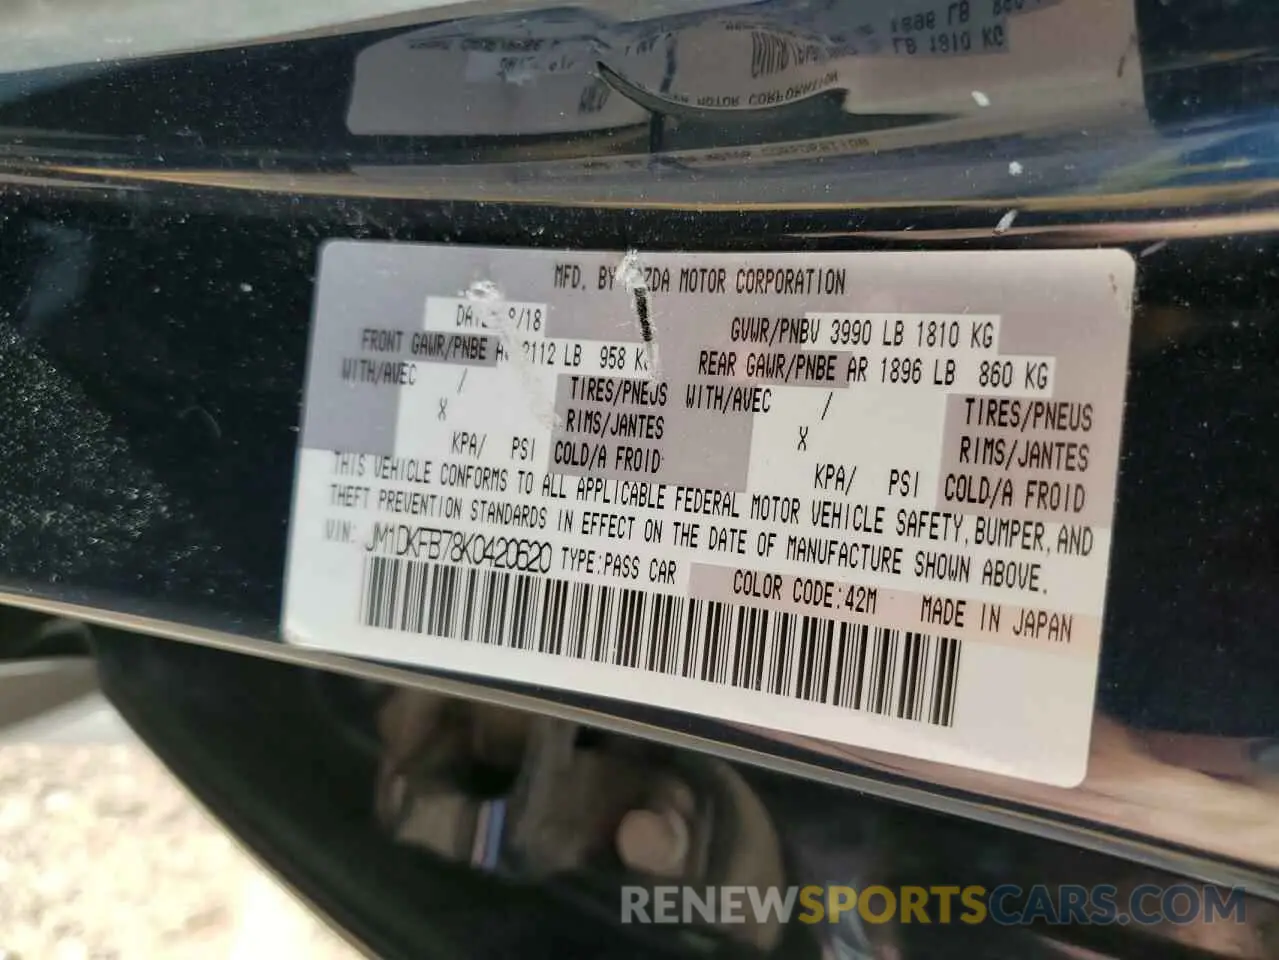 MFD. BY MAZDA MOTOR CORPORATION
/18 GVWR/PNBV 3990 LB 1810 KG
FRONT GAWR/PNBE 2112 LB 958 REAR GAWR/PNBE AR 1896 LB 860 KG
WITH/AVEC / TIRES/PNEUS WITH/AVEC / TIRES/PNEUS
X RIMS/JANTES X RIMS/JANTES
KPA/ PSI COLD/A FROID KPA/ PSI COLD/A FROID
THIS VEHICLE CONFORMS TO ALL APPLICABLE FEDERAL MOTOR VEHICLE SAFETY, BUMPER, AND
THEFT PREVENTION STANDARDS IN EFFECT ON THE DATE OF MANUFACTURE SHOWN ABOVE.
VIN: JM1DKFB78K0420620 TYPE:PASS CAR COLOR CODE:42M MADE IN JAPAN
RENEWSPORTSCARS.COM